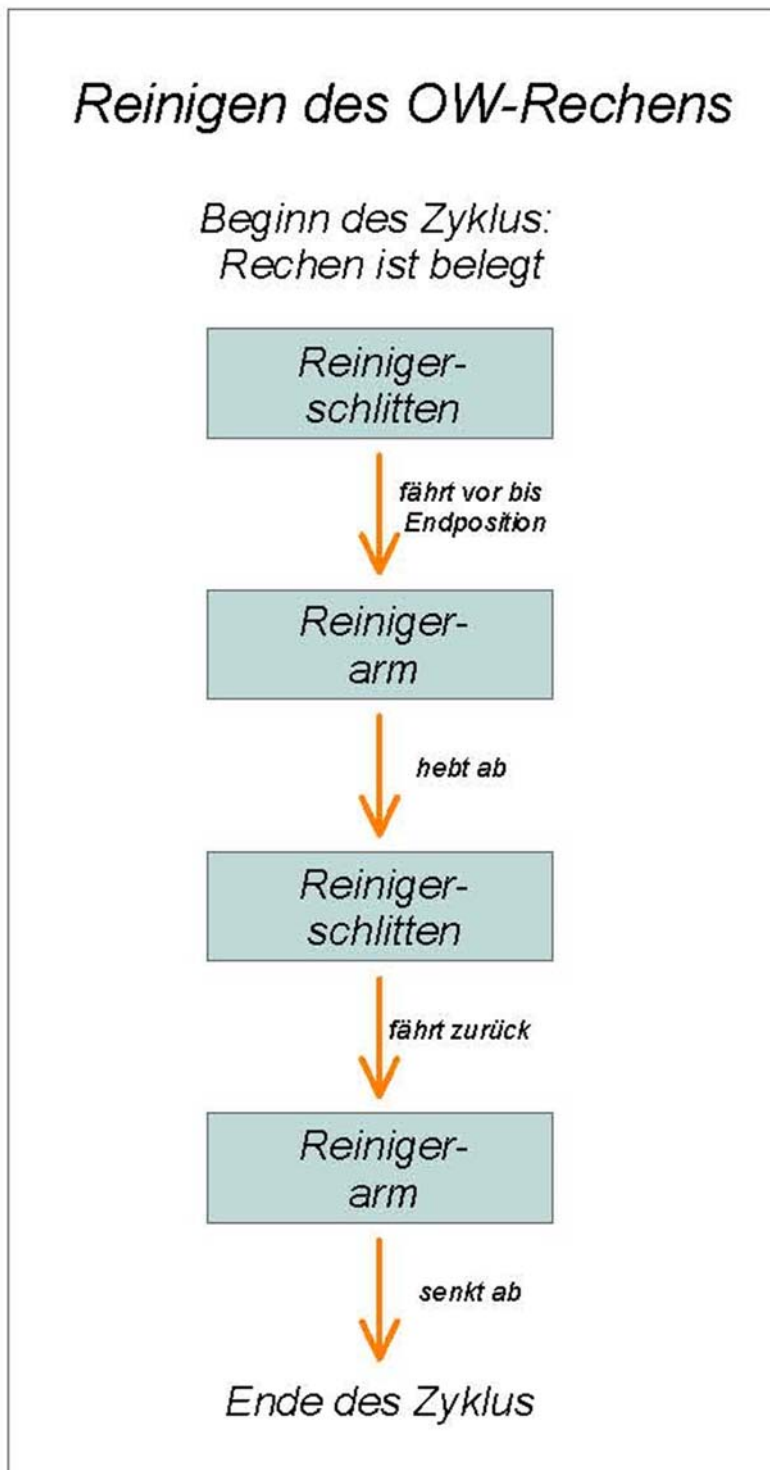 Reinigen des OW-Rechens
Beginn des Zyklus:
Rechen ist belegt
Reiniger-
schlitten
fährt vor bis
Endposition
Reiniger-
arm
hebt ab
Reiniger-
schlitten
fährt zurück
Reiniger-
arm
senkt ab
Ende des Zyklus